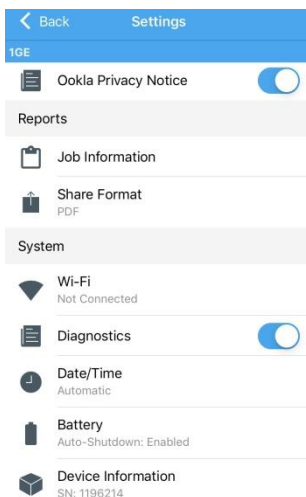 Back
Settings
1GE
Ookla Privacy Notice
Reports
Job Information
Share Format
PDF
System
Wi-Fi
Not Connected
Diagnostics
Date/Time
Automatic
Battery
Auto-Shutdown: Enabled
Device Information
SN: 1196214